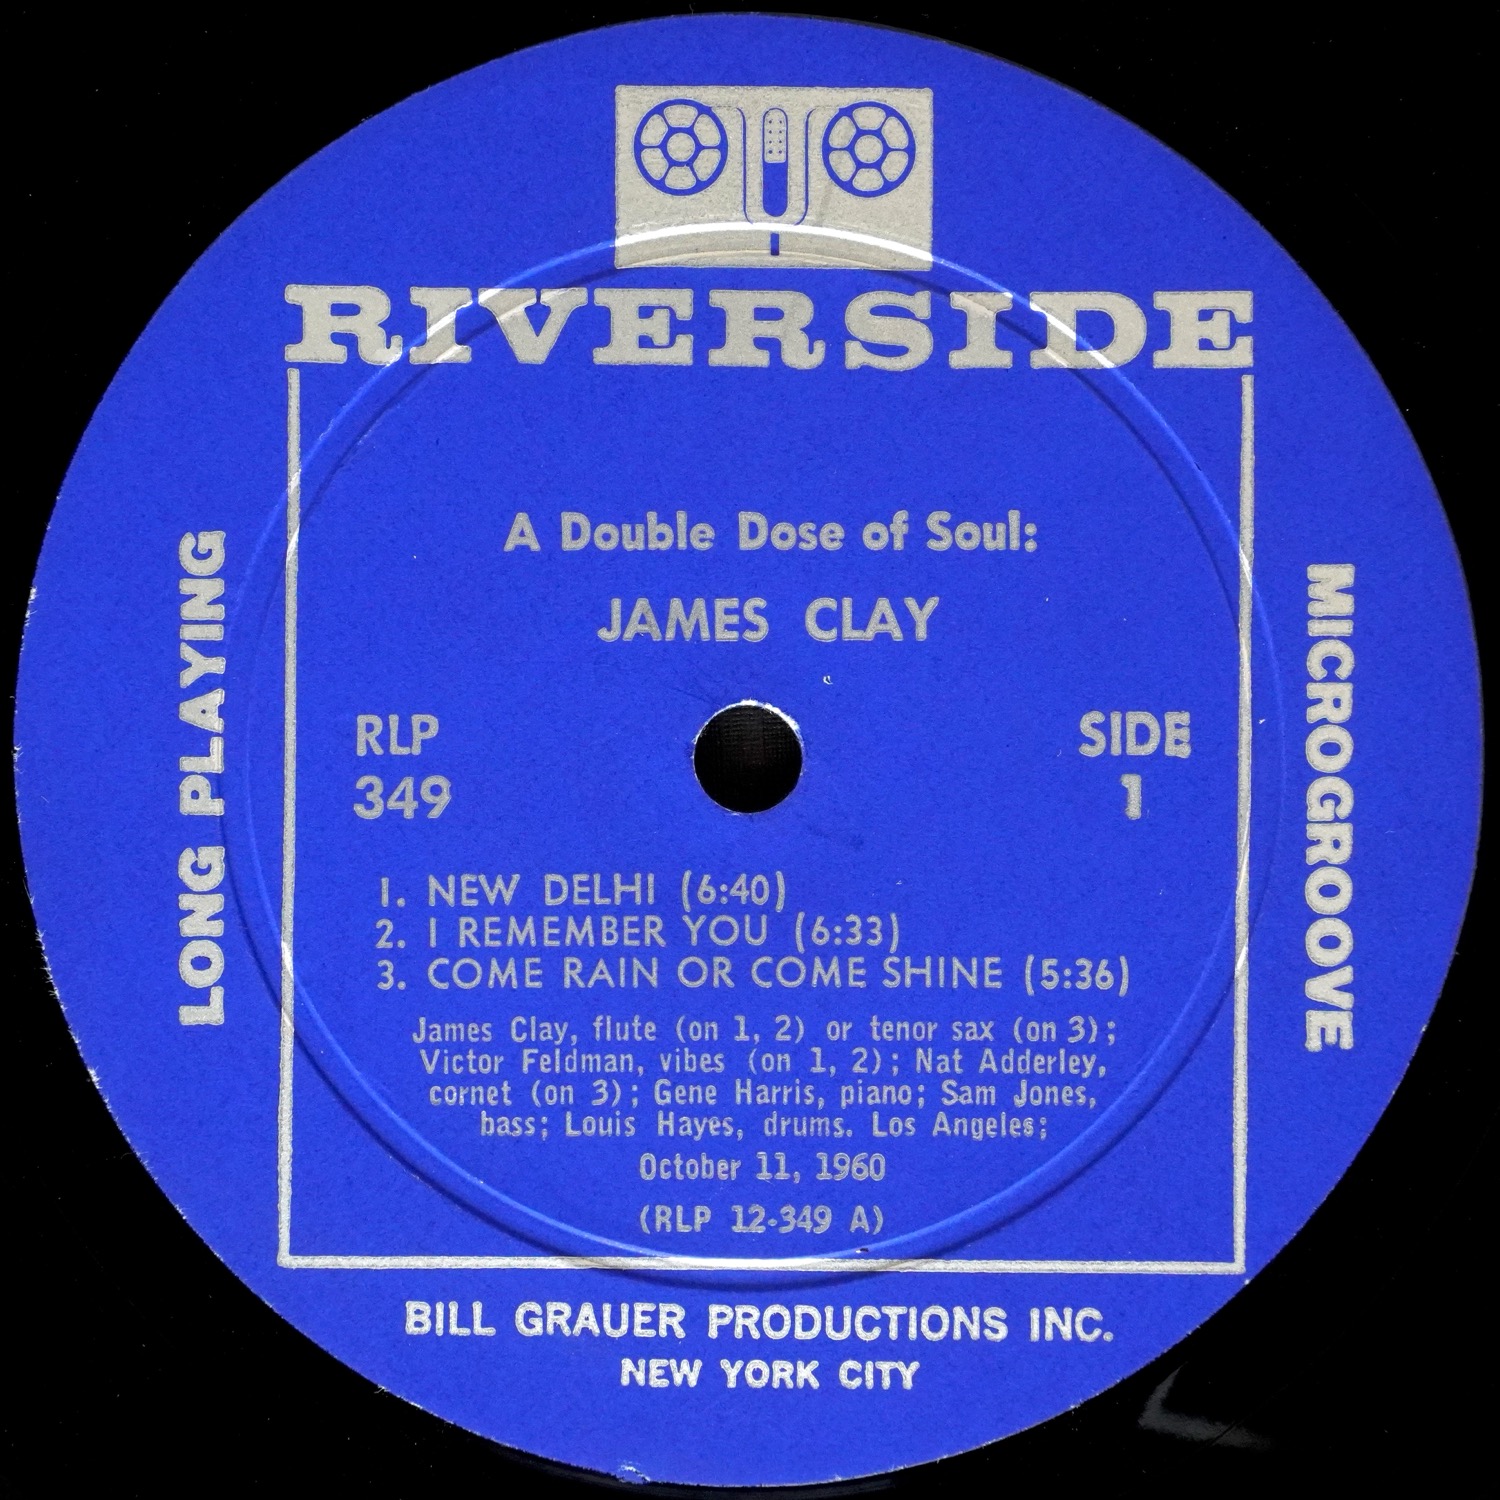 RIVERSIDE
A Double Dose of Soul:
JAMES CLAY
RLP
349
SIDE
1
LONG PLAYING
MICROGROOVE
1. NEW DELHI (6:40)
2. I REMEMBER YOU (6:33)
3. COME RAIN OR COME SHINE (5:36)
James Clay, flute (on 1, 2) or tenor sax (on 3);
Victor Feldman, vibes (on 1, 2); Nat Adderley,
cornet (on 3); Gene Harris, piano; Sam Jones,
bass; Louis Hayes, drums. Los Angeles;
October 11, 1960
(RLP 12-349 A)
BILL GRAUER PRODUCTIONS INC.
NEW YORK CITY